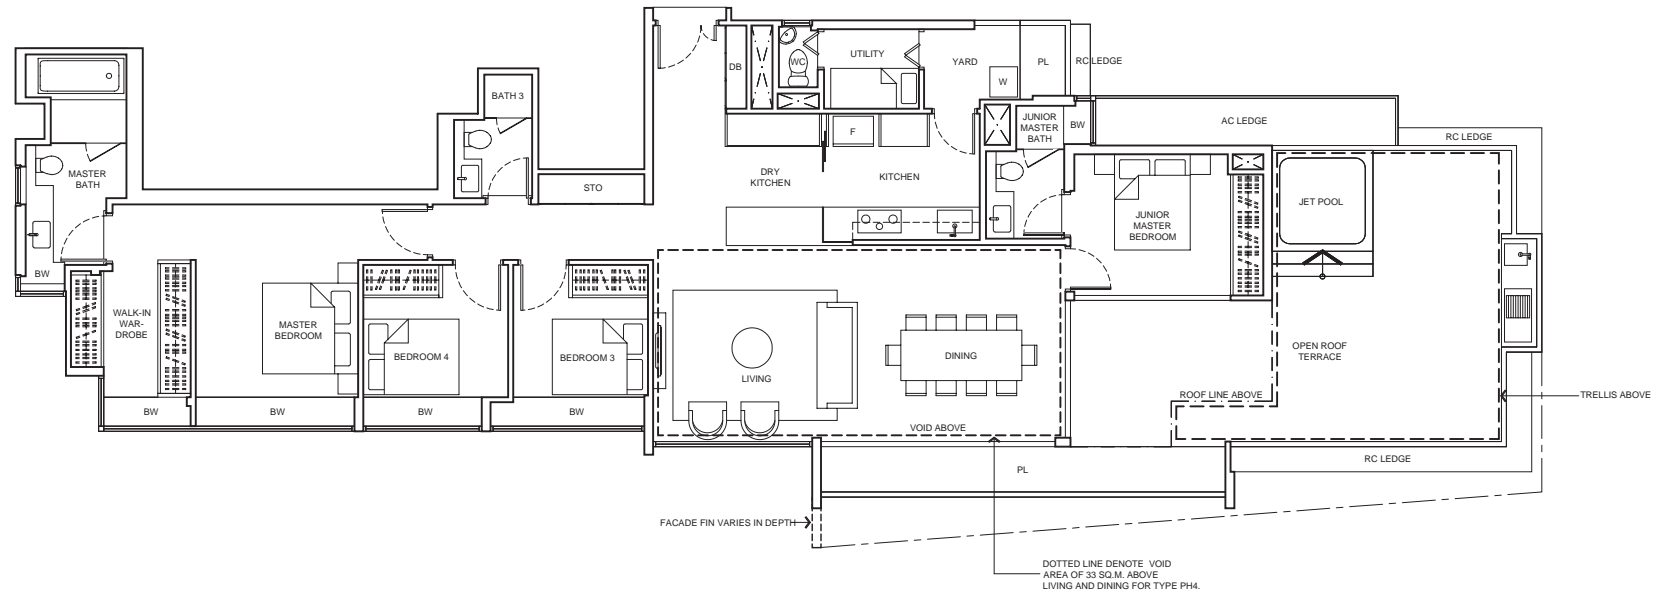 DB
WC
UTILITY
YARD
PL
RC LEDGE
W
BATH 3
F
JUNIOR
MASTER
BATH
BW
AC LEDGE
RC LEDGE
MASTER
BATH
STO
DRY
KITCHEN
KITCHEN
JUNIOR
MASTER
BEDROOM
JET POOL
BW
WALK-IN
WAR-
DROBE
MASTER
BEDROOM
BEDROOM 4
BEDROOM 3
LIVING
DINING
OPEN ROOF
TERRACE
ROOF LINE ABOVE
TRELLIS ABOVE
BW
BW
BW
BW
VOID ABOVE
PL
RC LEDGE
FACADE FIN VARIES IN DEPTH
DOTTED LINE DENOTE VOID
AREA OF 33 SQ.M. ABOVE
LIVING AND DINING FOR TYPE PH4.